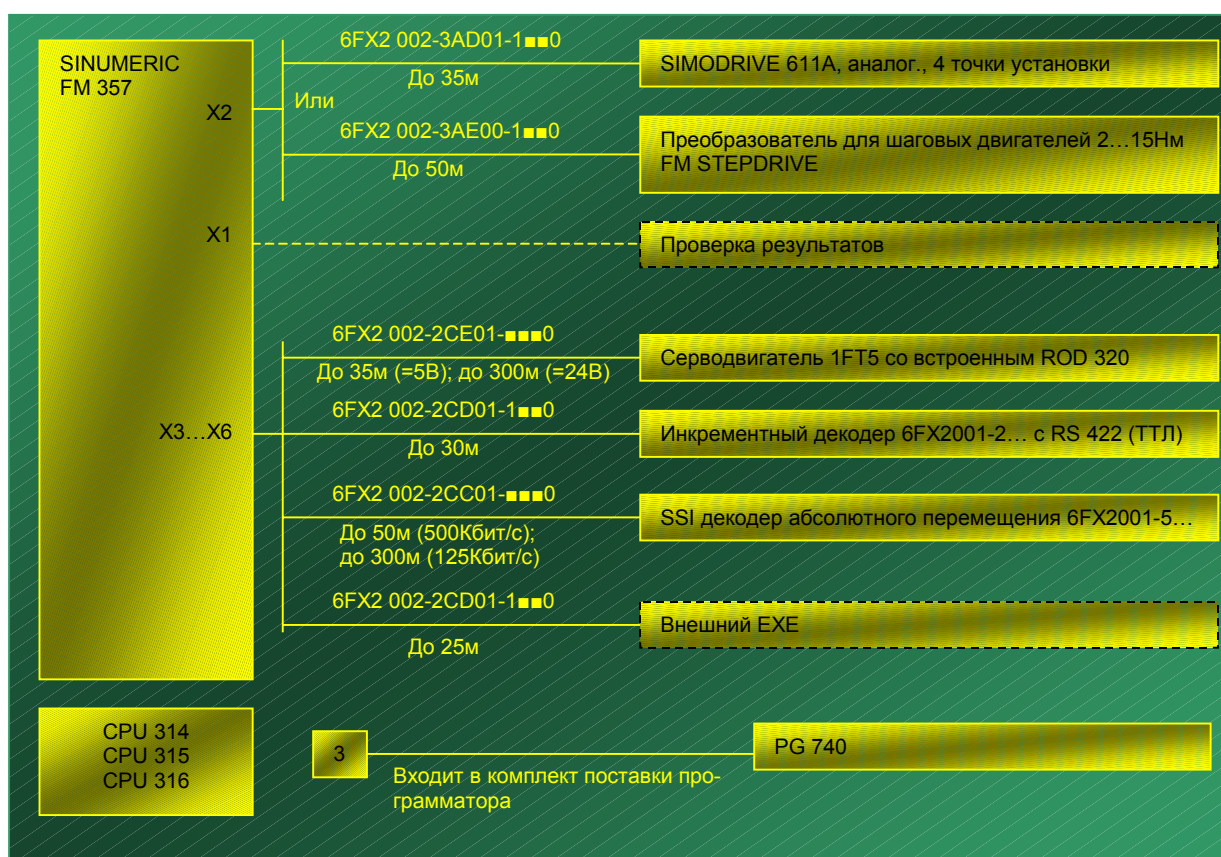 SINUMERIC
FM 357
X2
Или
6FX2 002-3AD01-1■■0
До 35м
SIMODRIVE 611A, аналог., 4 точки установки
6FX2 002-3AE00-1■■0
До 50м
Преобразователь для шаговых двигателей 2…15Нм
FM STEPDRIVE
X1
Проверка результатов
6FX2 002-2CE01-■■■0
До 35м (=5В); до 300м (=24В)
Серводвигатель 1FT5 со встроенным ROD 320
X3…X6
6FX2 002-2CD01-1■■0
До 30м
Инкрементный декодер 6FX2001-2… с RS 422 (ТТЛ)
6FX2 002-2CC01-■■■0
До 50м (500Кбит/с);
до 300м (125Кбит/с)
SSI декодер абсолютного перемещения 6FX2001-5…
6FX2 002-2CD01-1■■0
До 25м
Внешний EXE
CPU 314
CPU 315
CPU 316
3
Входит в комплект поставки про-
грамматора
PG 740